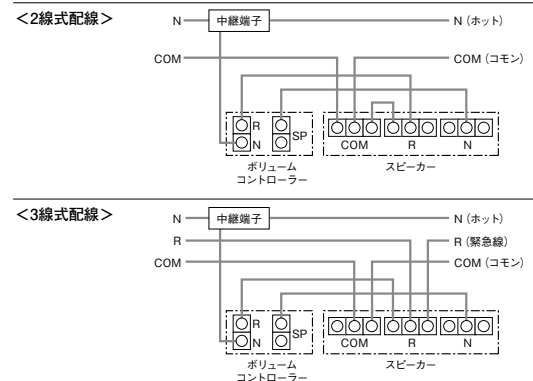 <2線式配線>
N 中継端子 N（ホット）
COM COM（コモン）
R
N SP
COM R N
ボリューム
コントローラー
スピーカー
<3線式配線>
N 中継端子 N（ホット）
R R（緊急線）
COM COM（コモン）
R
N SP
COM R N
ボリューム
コントローラー
スピーカー